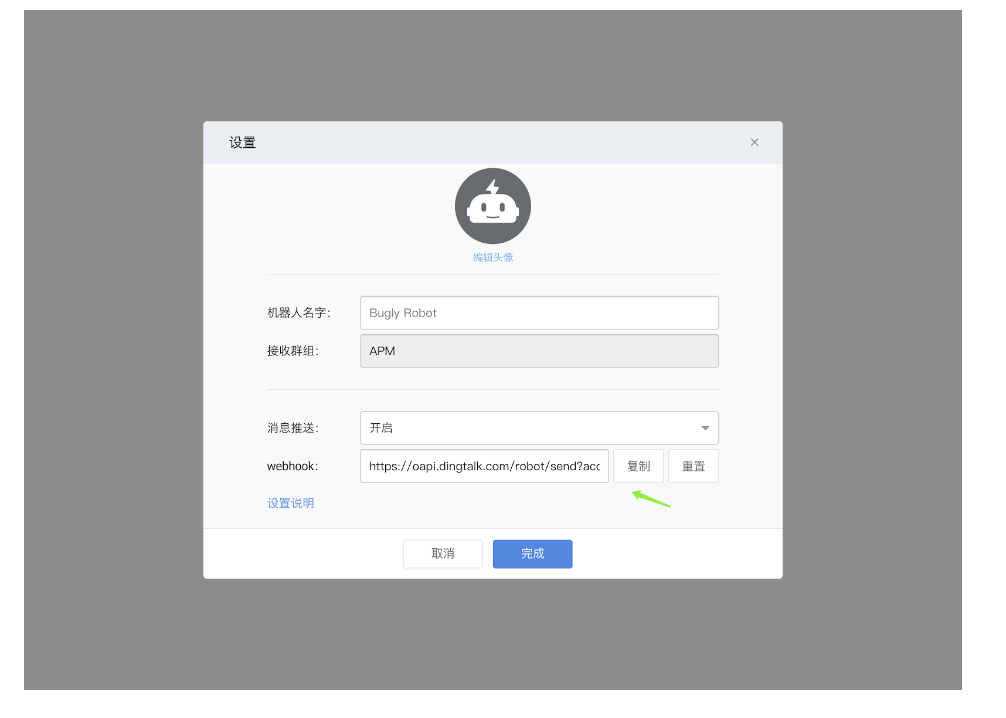 设置
编辑头像
机器人名字: Bugly Robot
接收群组: APM
消息推送: 开启
webhook: https://oapi.dingtalk.com/robot/send?acc 复制 重置
设置说明
取消 完成